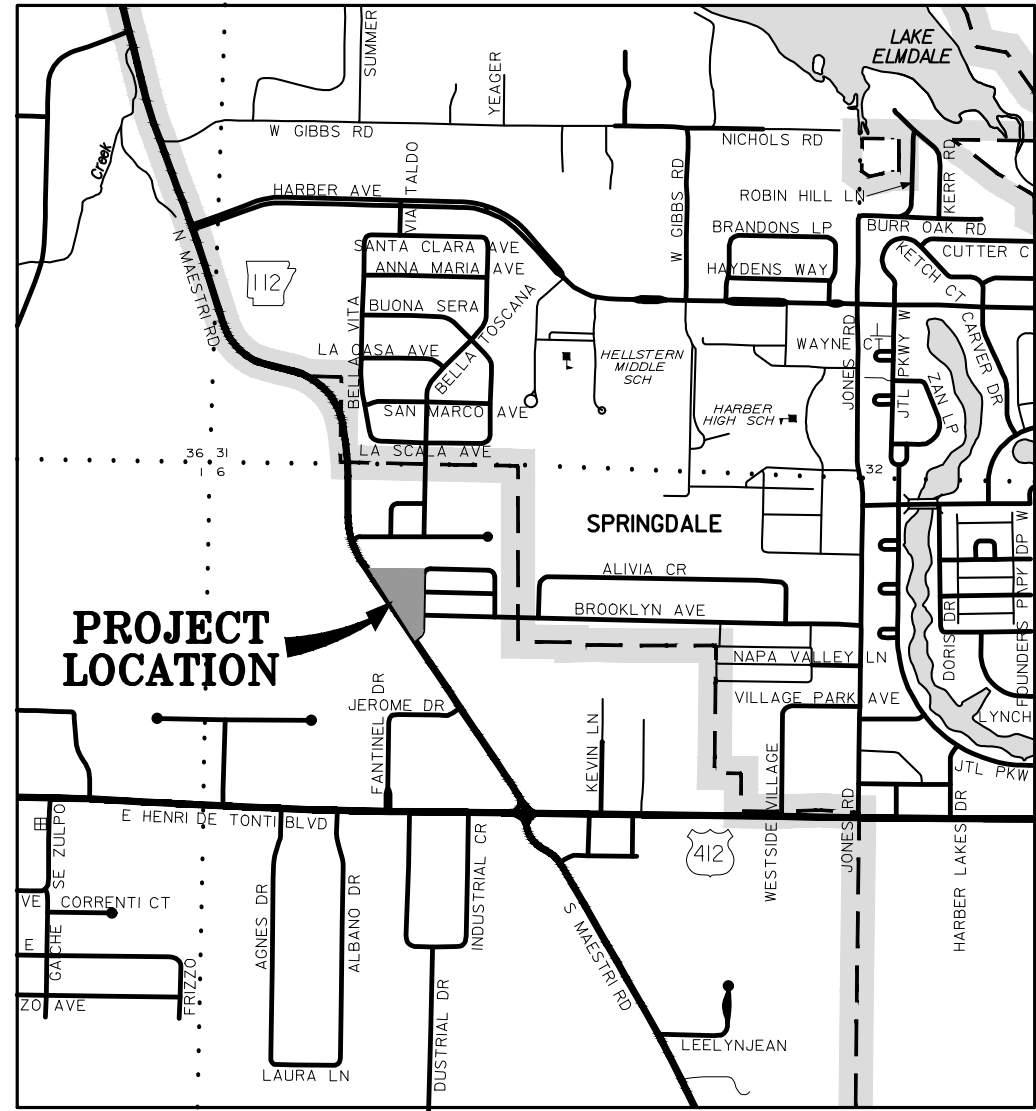 SUMMER
YEAGER
LAKE
ELMDALE
W GIBBS RD
NICHOLS RD
Creek
VIA TALDO
HARBER AVE
W GIBBS RD
ROBIN HILL LN
KERR RD
BRANDONS LP
BURR OAK RD
SANTA CLARA AVE
CUTTER C
N MAESTRI RD
ANNA MARIA AVE
HAYDENS WAY
KETCH CT
112
BUONA SERA
BELLA TOSCANA
BELLA VITA
LA CASA AVE
HELLSTERN
MIDDLE
SCH
WAYNE CT
JONES RD
JTL PKWY W
CARVER DR
ZAN LP
SAN MARCO AVE
HARBER
HIGH SCH
LA SCALA AVE
36 31
1 6
32
SPRINGDALE
ALIVIA CR
BROOKLYN AVE
PROJECT
LOCATION
DORIS DR
FOUNDERS PAPY DP W
NAPA VALLEY LN
VILLAGE PARK AVE
JEROME DR
FANTINEL DR
KEVIN LN
LYNCH
JTL PKW
WESTSIDE VILLAGE
JONES RD
HARBER LAKES DR
E HENRI DE TONTI BLVD
412
SE ZULPO
VE
CORRENTI CT
AGNES DR
ALBANO DR
INDUSTRIAL CR
S MAESTRI RD
E
GAICHE
FRIZZO
ZO AVE
DUSTRIAL DR
LEELYNJEAN
LAURA LN